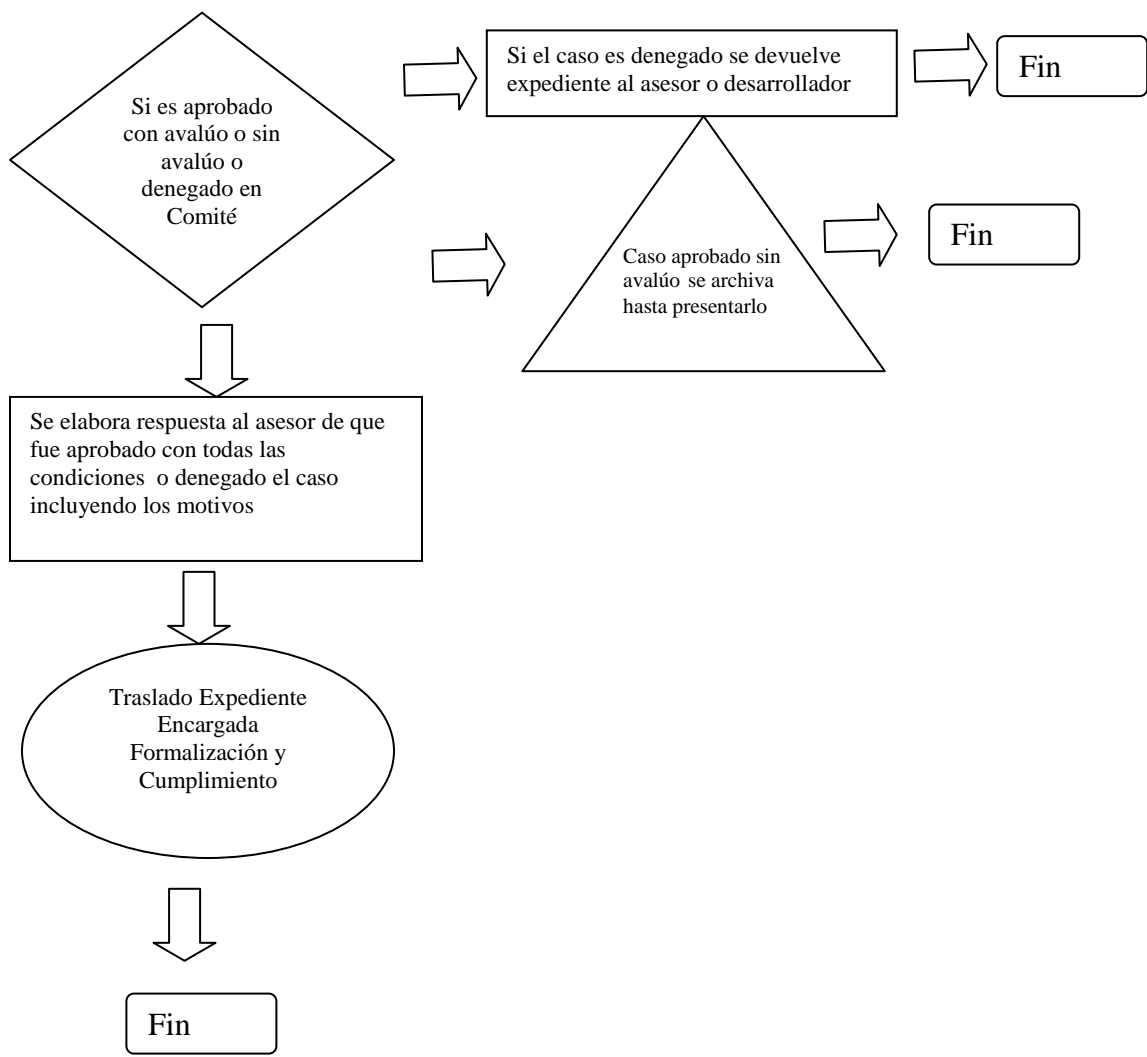 Si es aprobado
con avalúo o sin
avalúo o
denegado en
Comité
Si el caso es denegado se devuelve
expediente al asesor o desarrollador
Fin
Caso aprobado sin
avalúo se archiva
hasta presentarlo
Fin
Se elabora respuesta al asesor de que
fue aprobado con todas las
condiciones o denegado el caso
incluyendo los motivos
Traslado Expediente
Encargada
Formalización y
Cumplimiento
Fin